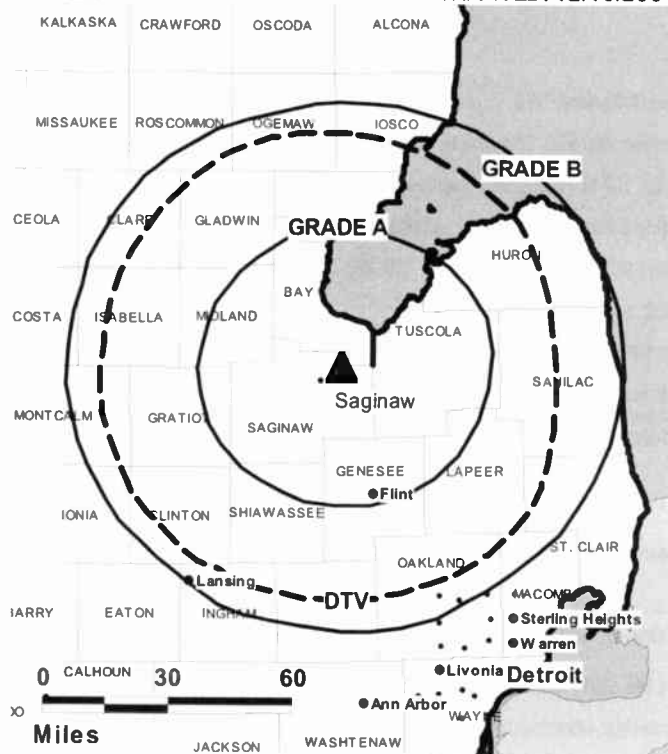 KALKASKA CRAWFORD OSCODA ALCONA
MISSAUKEE ROSCOMMON OGEMAW IOSCO
GRADE B
CEOLA CLARE GLADWIN GRADE A
HURON
BAY
COSTA ISABELLA MIDLAND TUSCOLA
SANILAC
Saginaw
MONTCALM GRATIOT SAGINAW
GENESEE LAPEER
Flint
IONIA CLINTON SHIAWASSEE
ST. CLAIR
OAKLAND
Lansing
DTV MACOMB
BARRY EATON INGHAM Sterling Heights
Warren
0 CALHOUN 30 60 Livonia Detroit
Ann Arbor WAYNE
Miles
JACKSON WASHTENAW